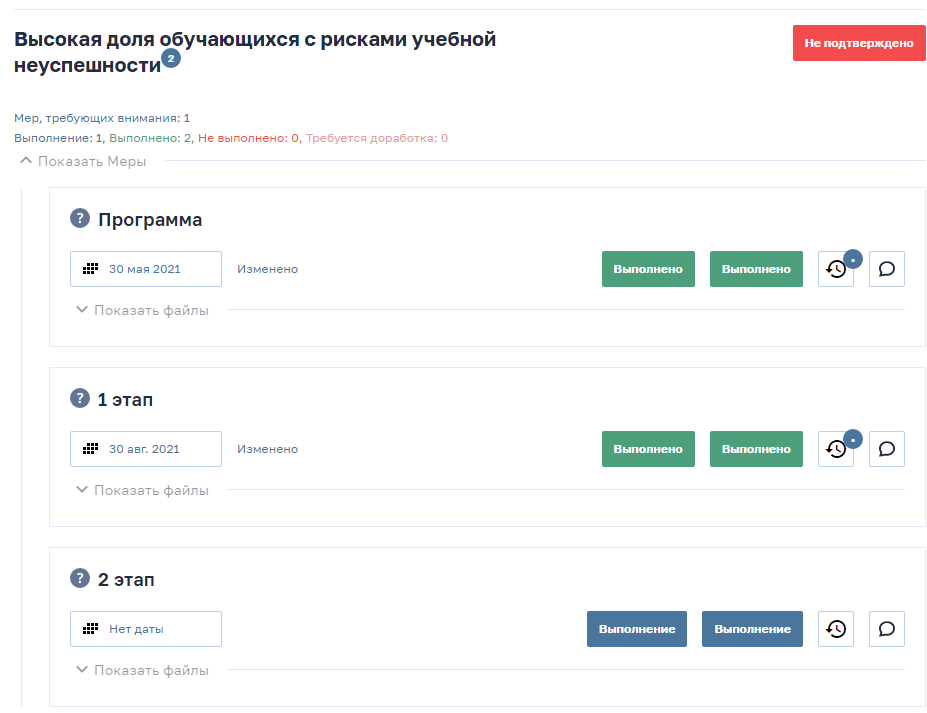 Высокая доля обучающихся с рисками учебной
неуспешности 2
Не подтверждено
Мер, требующих внимания: 1
Выполнение: 1, Выполнено: 2, Не выполнено: 0, Требуется доработка: 0
Показать Меры
? Программа
30 мая 2021 Изменено Выполнено Выполнено
Показать файлы
? 1 этап
30 авг. 2021 Изменено Выполнено Выполнено
Показать файлы
? 2 этап
Нет даты Выполнение Выполнение
Показать файлы